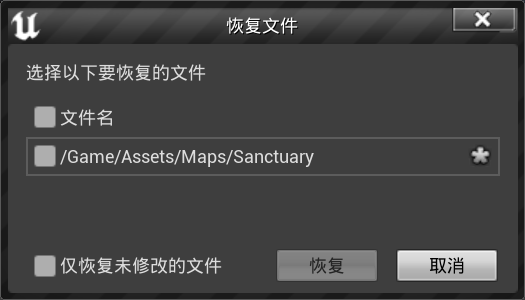 恢复文件
选择以下要恢复的文件
文件名
/Game/Assets/Maps/Sanctuary
仅恢复未修改的文件
恢复
取消